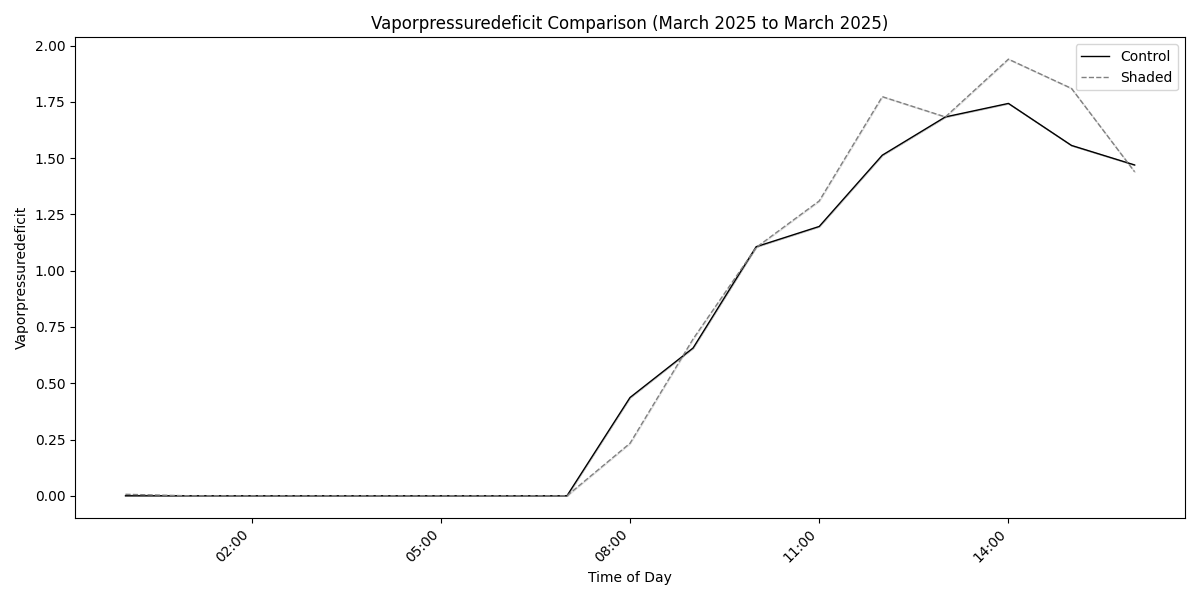 Vaporpressuredeficit Comparison (March 2025 to March 2025)
Control
Shaded
Vaporpressuredeficit
2.00
1.75
1.50
1.25
1.00
0.75
0.50
0.25
0.00
02:00
05:00
08:00
11:00
14:00
Time of Day